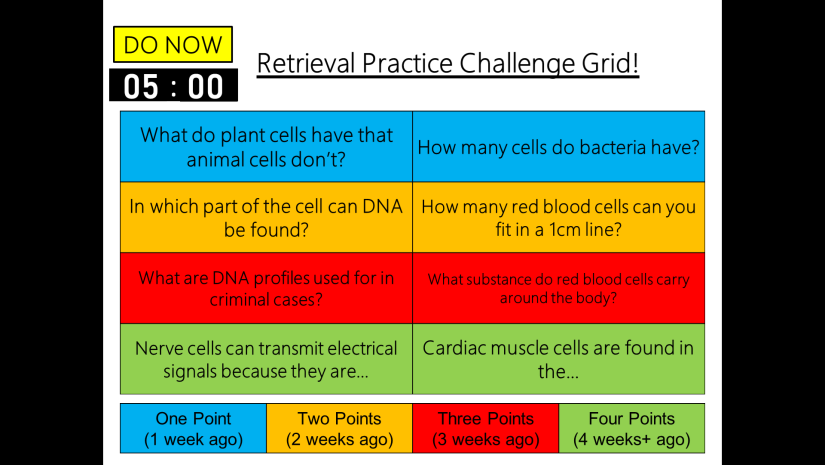 DO NOW
05 : 00
Retrieval Practice Challenge Grid!
What do plant cells have that
animal cells don't?
How many cells do bacteria have?
In which part of the cell can DNA
be found?
How many red blood cells can you
fit in a 1cm line?
What are DNA profiles used for in
criminal cases?
What substance do red blood cells carry
around the body?
Nerve cells can transmit electrical
signals because they are...
Cardiac muscle cells are found in
the...
One Point
(1 week ago)
Two Points
(2 weeks ago)
Three Points
(3 weeks ago)
Four Points
(4 weeks+ ago)